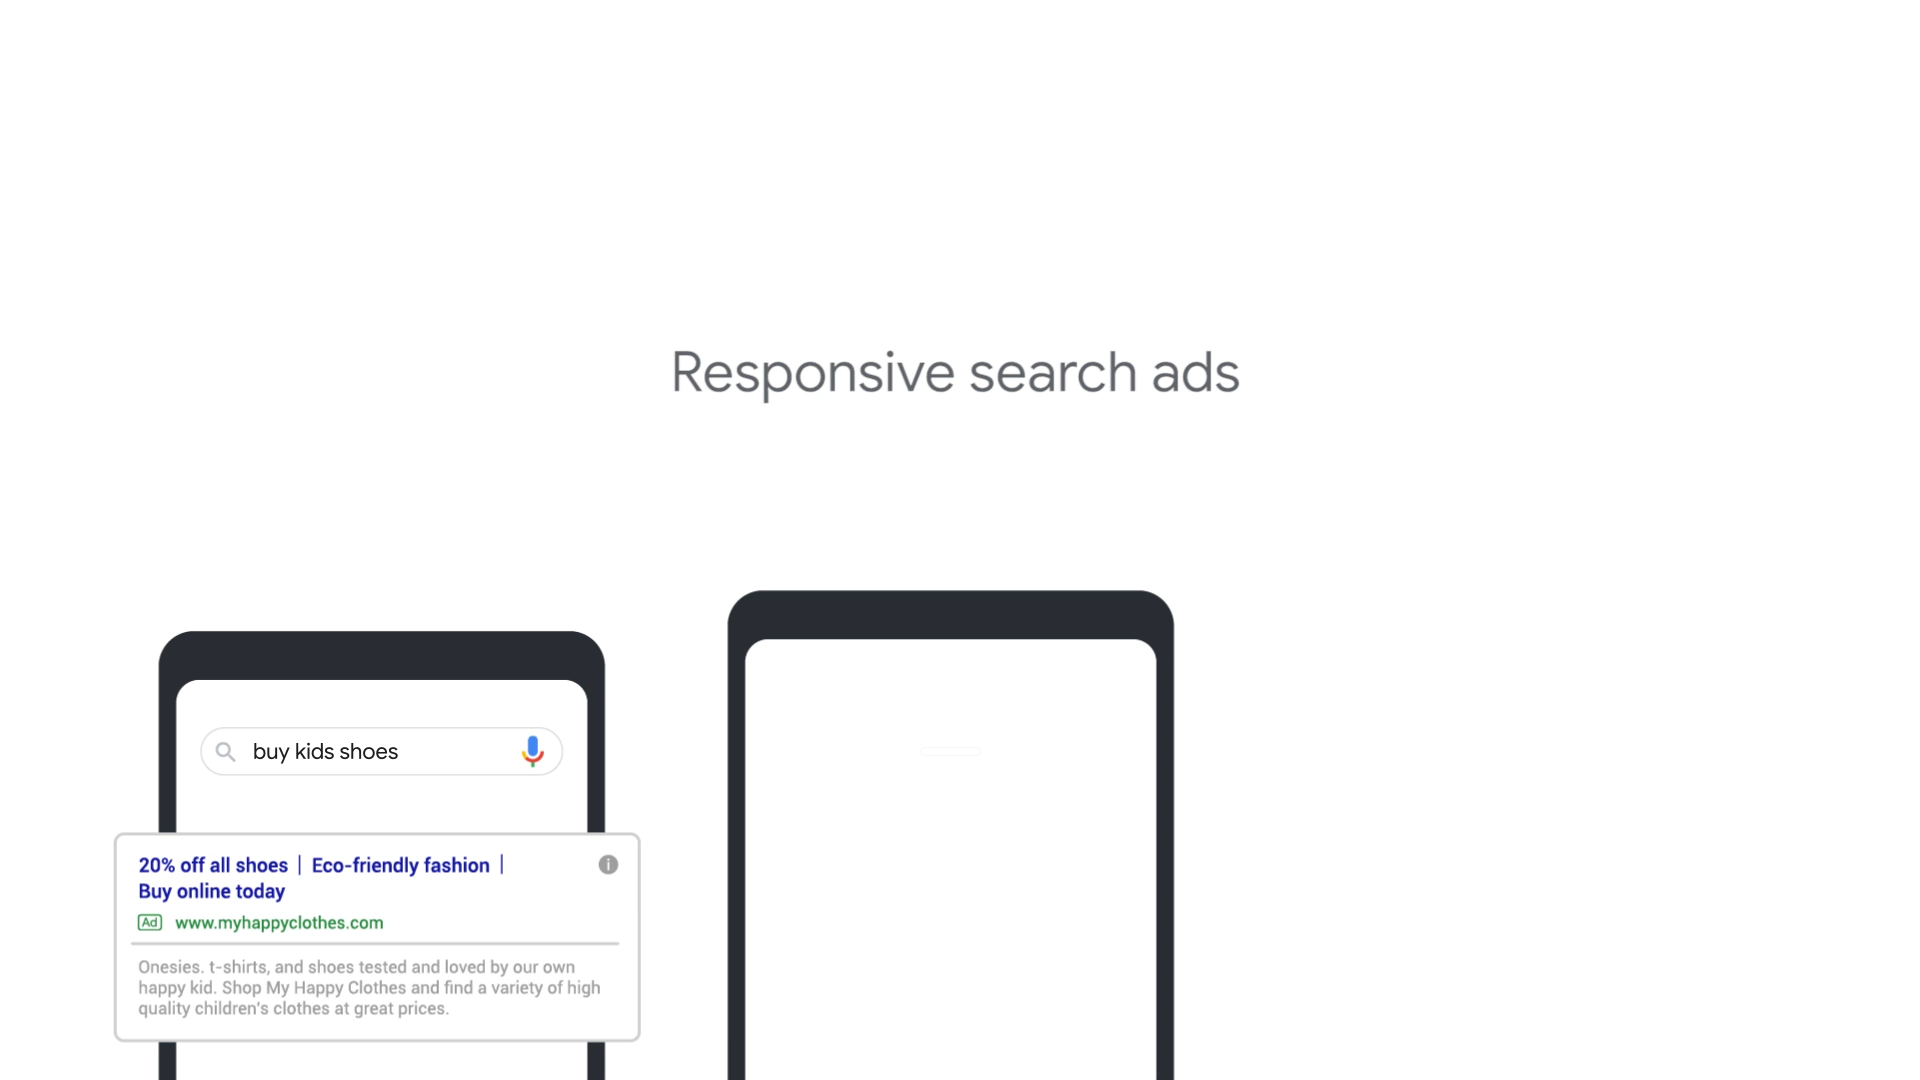 Responsive search ads
buy kids shoes
20% off all shoes | Eco-friendly fashion |
Buy online today
Ad www.myhappyclothes.com
Onesies. t-shirts, and shoes tested and loved by our own
happy kid. Shop My Happy Clothes and find a variety of high
quality children's clothes at great prices.